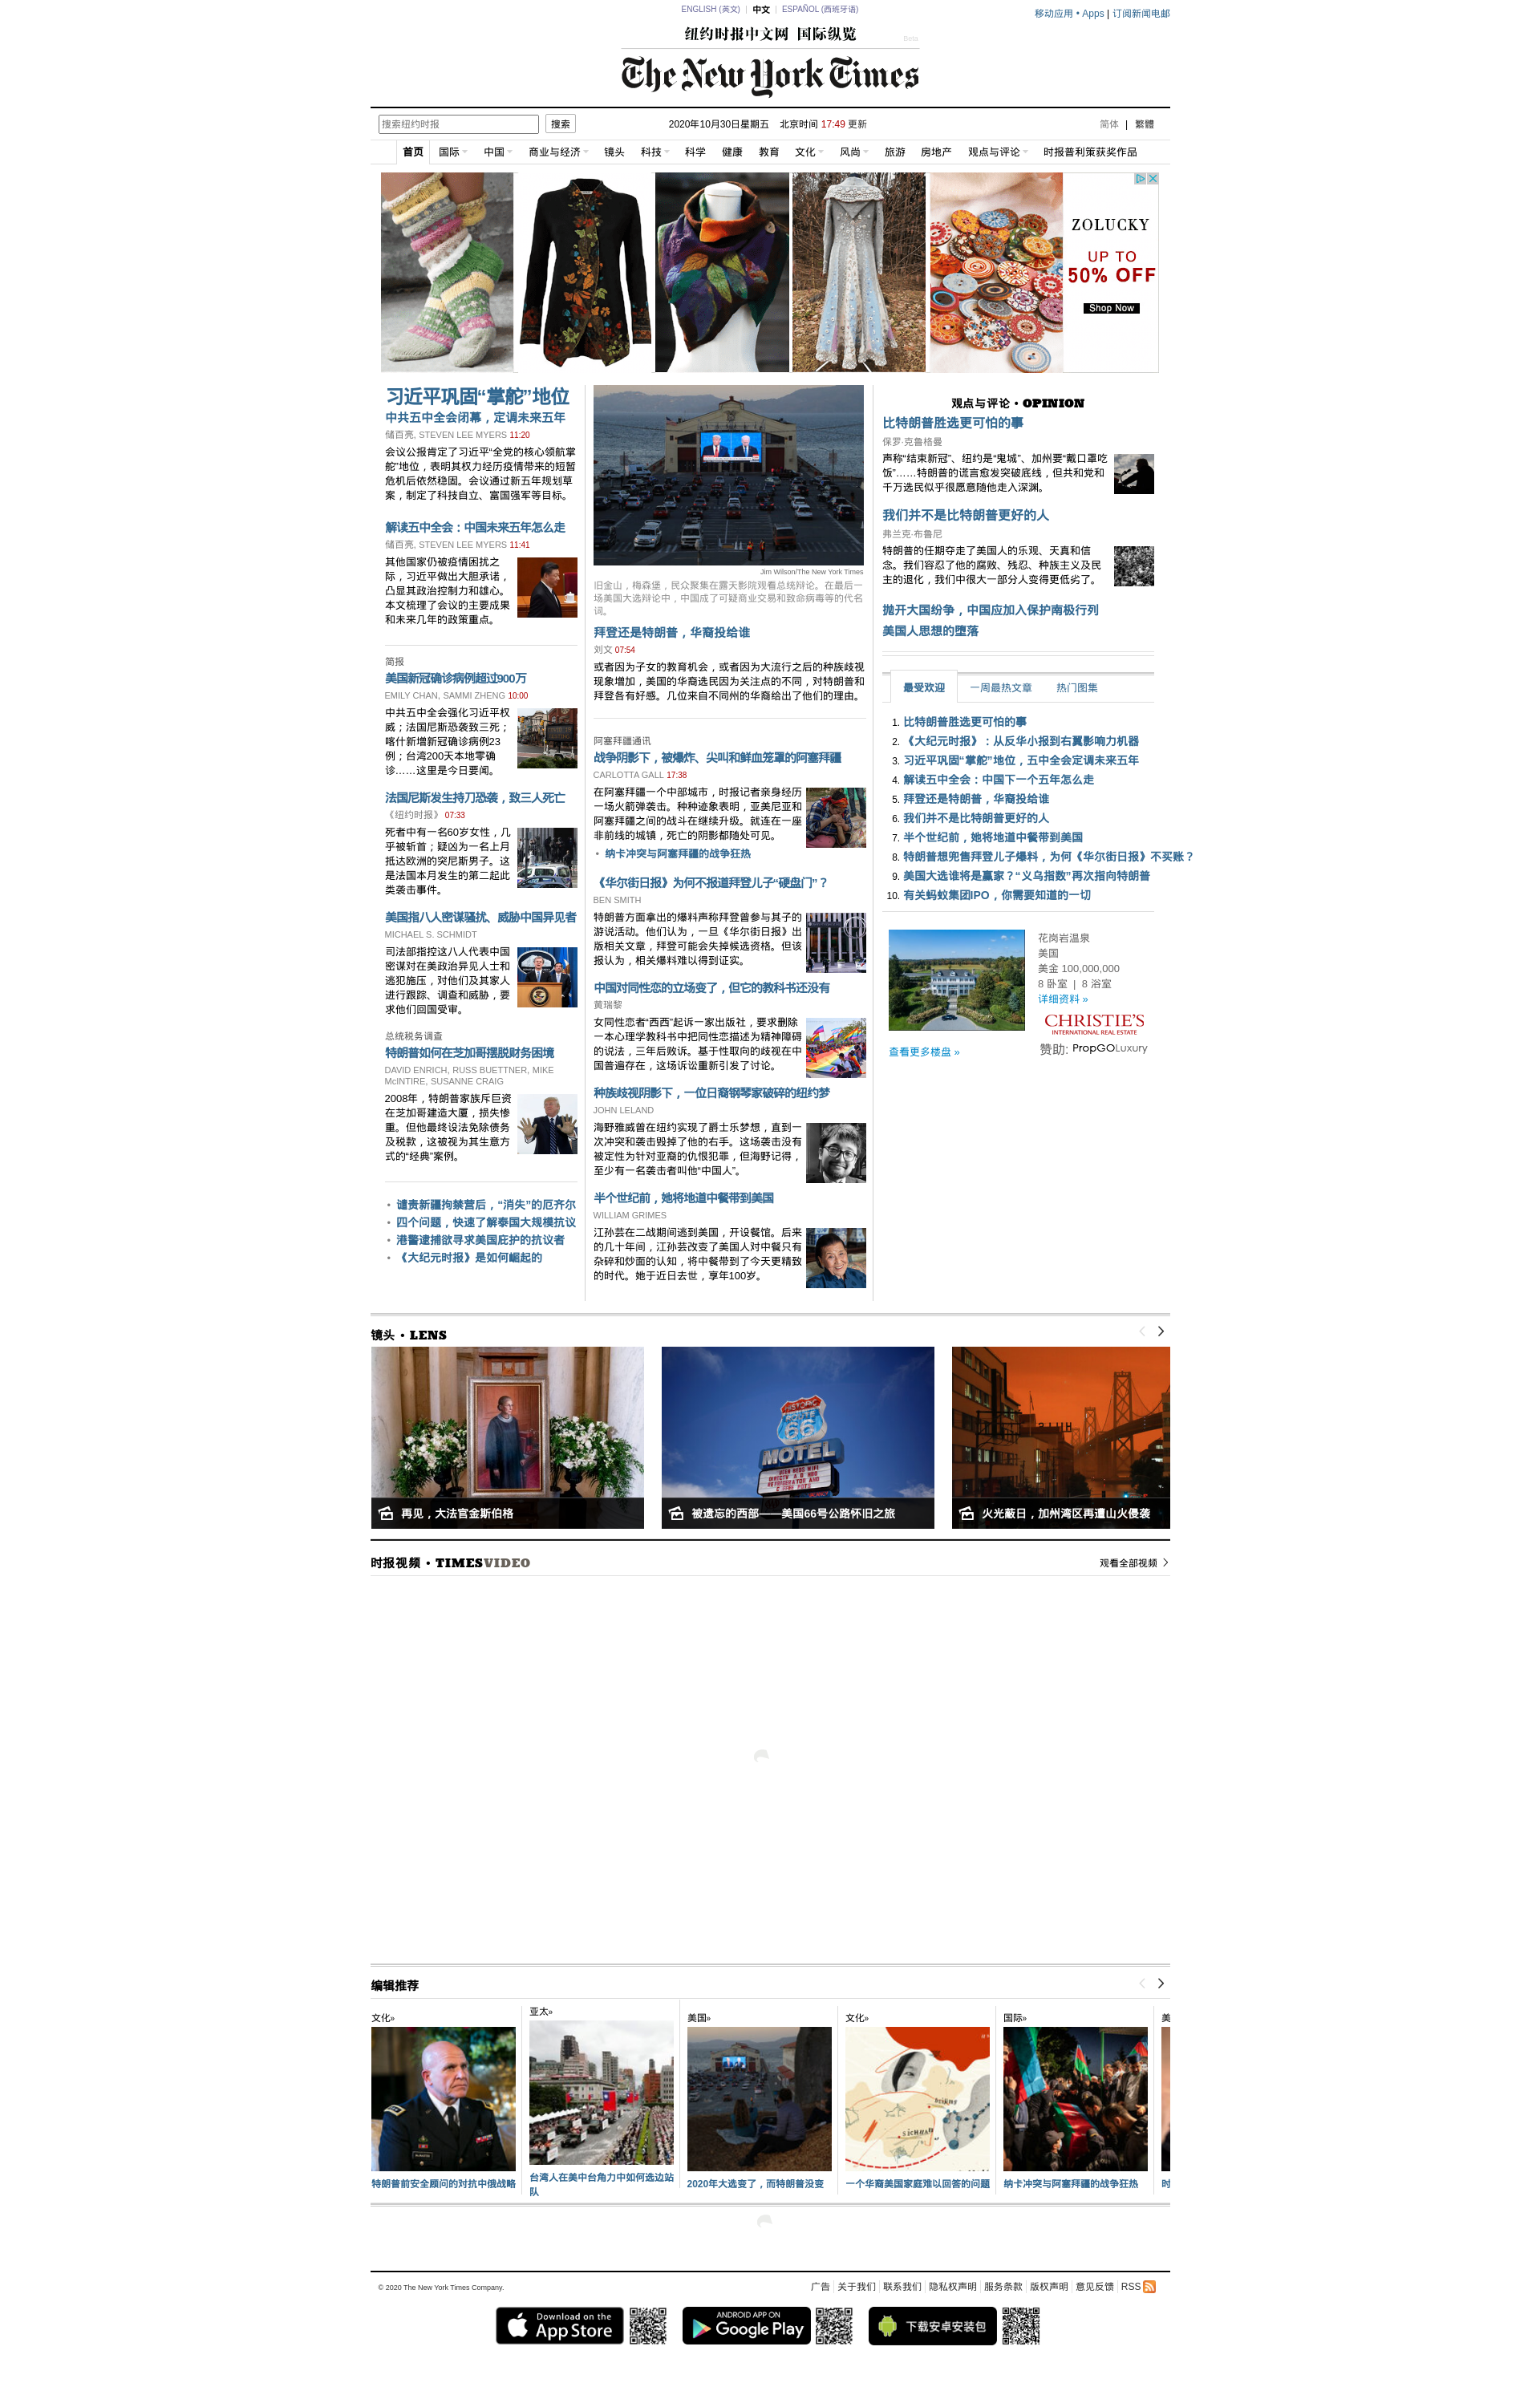 ENGLISH (英文) | 中文 | ESPAÑOL (西班牙语)
移动应用 • Apps | 订阅新闻电邮
纽约时报中文网 国际纵览
Beta
The New York Times
搜索纽约时报
搜索
2020年10月30日星期五 北京时间 17:49 更新
简体 | 繁體
首页 国际 中国 商业与经济 镜头 科技 科学 健康 教育 文化 风尚 旅游 房地产 观点与评论 时报普利策获奖作品
ZOLUCKY
UP TO
50% OFF
Shop Now
习近平巩固“掌舵”地位
中共五中全会闭幕，定调未来五年
储百亮, STEVEN LEE MYERS 11:20
会议公报肯定了习近平“全党的核心领航掌
舵”地位，表明其权力经历疫情带来的短暂
危机后依然稳固。会议通过新五年规划草
案，制定了科技自立、富国强军等目标。
解读五中全会：中国未来五年怎么走
储百亮, STEVEN LEE MYERS 11:41
其他国家仍被疫情困扰之
际，习近平做出大胆承诺，
凸显其政治控制力和雄心。
本文梳理了会议的主要成果
和未来几年的政策重点。
简报
美国新冠确诊病例超过900万
EMILY CHAN, SAMMI ZHENG 10:00
中共五中全会强化习近平权
威；法国尼斯恐袭致三死；
喀什新增新冠确诊病例23
例；台湾200天本地零确
诊……这里是今日要闻。
法国尼斯发生持刀恐袭，致三人死亡
《纽约时报》 07:33
死者中有一名60岁女性，几
乎被斩首；疑凶为一名上月
抵达欧洲的突尼斯男子。这
是法国本月发生的第二起此
类袭击事件。
美国指八人密谋骚扰、威胁中国异见者
MICHAEL S. SCHMIDT
司法部指控这八人代表中国
密谋对在美政治异见人士和
逃犯施压，对他们及其家人
进行跟踪、调查和威胁，要
求他们回国受审。
总统税务调查
特朗普如何在芝加哥摆脱财务困境
DAVID ENRICH, RUSS BUETTNER, MIKE
McINTIRE, SUSANNE CRAIG
2008年，特朗普家族斥巨资
在芝加哥建造大厦，损失惨
重。但他最终设法免除债务
及税款，这被视为其生意方
式的“经典”案例。
• 谴责新疆拘禁营后，“消失”的厄齐尔
• 四个问题，快速了解泰国大规模抗议
• 港警逮捕欲寻求美国庇护的抗议者
• 《大纪元时报》是如何崛起的
Jim Wilson/The New York Times
旧金山，梅森堡，民众聚集在露天影院观看总统辩论。在最后一
场美国大选辩论中，中国成了可疑商业交易和致命病毒等的代名
词。
拜登还是特朗普，华裔投给谁
刘文 07:54
或者因为子女的教育机会，或者因为大流行之后的种族歧视
现象增加，美国的华裔选民因为关注点的不同，对特朗普和
拜登各有好感。几位来自不同州的华裔给出了他们的理由。
阿塞拜疆通讯
战争阴影下，被爆炸、尖叫和鲜血笼罩的阿塞拜疆
CARLOTTA GALL 17:38
在阿塞拜疆一个中部城市，时报记者亲身经历
一场火箭弹袭击。种种迹象表明，亚美尼亚和
阿塞拜疆之间的战斗在继续升级。就连在一座
非前线的城镇，死亡的阴影都随处可见。
• 纳卡冲突与阿塞拜疆的战争狂热
《华尔街日报》为何不报道拜登儿子“硬盘门”？
BEN SMITH
特朗普方面拿出的爆料声称拜登曾参与其子的
游说活动。他们认为，一旦《华尔街日报》出
版相关文章，拜登可能会失掉候选资格。但该
报认为，相关爆料难以得到证实。
中国对同性恋的立场变了，但它的教科书还没有
黄瑞黎
女同性恋者“西西”起诉一家出版社，要求删除
一本心理学教科书中把同性恋描述为精神障碍
的说法，三年后败诉。基于性取向的歧视在中
国普遍存在，这场诉讼重新引发了讨论。
种族歧视阴影下，一位日裔钢琴家破碎的纽约梦
JOHN LELAND
海野雅威曾在纽约实现了爵士乐梦想，直到一
次冲突和袭击毁掉了他的右手。这场袭击没有
被定性为针对亚裔的仇恨犯罪，但海野记得，
至少有一名袭击者叫他“中国人”。
半个世纪前，她将地道中餐带到美国
WILLIAM GRIMES
江孙芸在二战期间逃到美国，开设餐馆。后来
的几十年间，江孙芸改变了美国人对中餐只有
杂碎和炒面的认知，将中餐带到了今天更精致
的时代。她于近日去世，享年100岁。
观点与评论 • OPINION
比特朗普胜选更可怕的事
保罗·克鲁格曼
声称“结束新冠”、纽约是“鬼城”、加州要“戴口罩吃
饭”……特朗普的谎言愈发突破底线，但共和党和
千万选民似乎很愿意随他走入深渊。
我们并不是比特朗普更好的人
弗兰克·布鲁尼
特朗普的任期夺走了美国人的乐观、天真和信
念。我们容忍了他的腐败、残忍、种族主义及民
主的退化，我们中很大一部分人变得更低劣了。
抛开大国纷争，中国应加入保护南极行列
美国人思想的堕落
最受欢迎 一周最热文章 热门图集
1. 比特朗普胜选更可怕的事
2. 《大纪元时报》：从反华小报到右翼影响力机器
3. 习近平巩固“掌舵”地位，五中全会定调未来五年
4. 解读五中全会：中国下一个五年怎么走
5. 拜登还是特朗普，华裔投给谁
6. 我们并不是比特朗普更好的人
7. 半个世纪前，她将地道中餐带到美国
8. 特朗普想兜售拜登儿子爆料，为何《华尔街日报》不买账？
9. 美国大选谁将是赢家？“义乌指数”再次指向特朗普
10. 有关蚂蚁集团IPO，你需要知道的一切
花岗岩温泉
美国
美金 100,000,000
8 卧室 | 8 浴室
详细资料 »
CHRISTIE'S
INTERNATIONAL REAL ESTATE
查看更多楼盘 »
赞助: PropGOLuxury
镜头 • LENS
HISTORIC
ROUTE
66
MOTEL
再见，大法官金斯伯格
被遗忘的西部——美国66号公路怀旧之旅
火光蔽日，加州湾区再遭山火侵袭
时报视频 • TIMESVIDEO
观看全部视频
编辑推荐
文化»
亚太»
美国»
文化»
国际»
美
特朗普前安全顾问的对抗中俄战略
台湾人在美中台角力中如何选边站
队
2020年大选变了，而特朗普没变
一个华裔美国家庭难以回答的问题
纳卡冲突与阿塞拜疆的战争狂热
时
© 2020 The New York Times Company.
广告 关于我们 联系我们 隐私权声明 服务条款 版权声明 意见反馈 RSS
Download on the
App Store
ANDROID APP ON
Google Play
下载安卓安装包